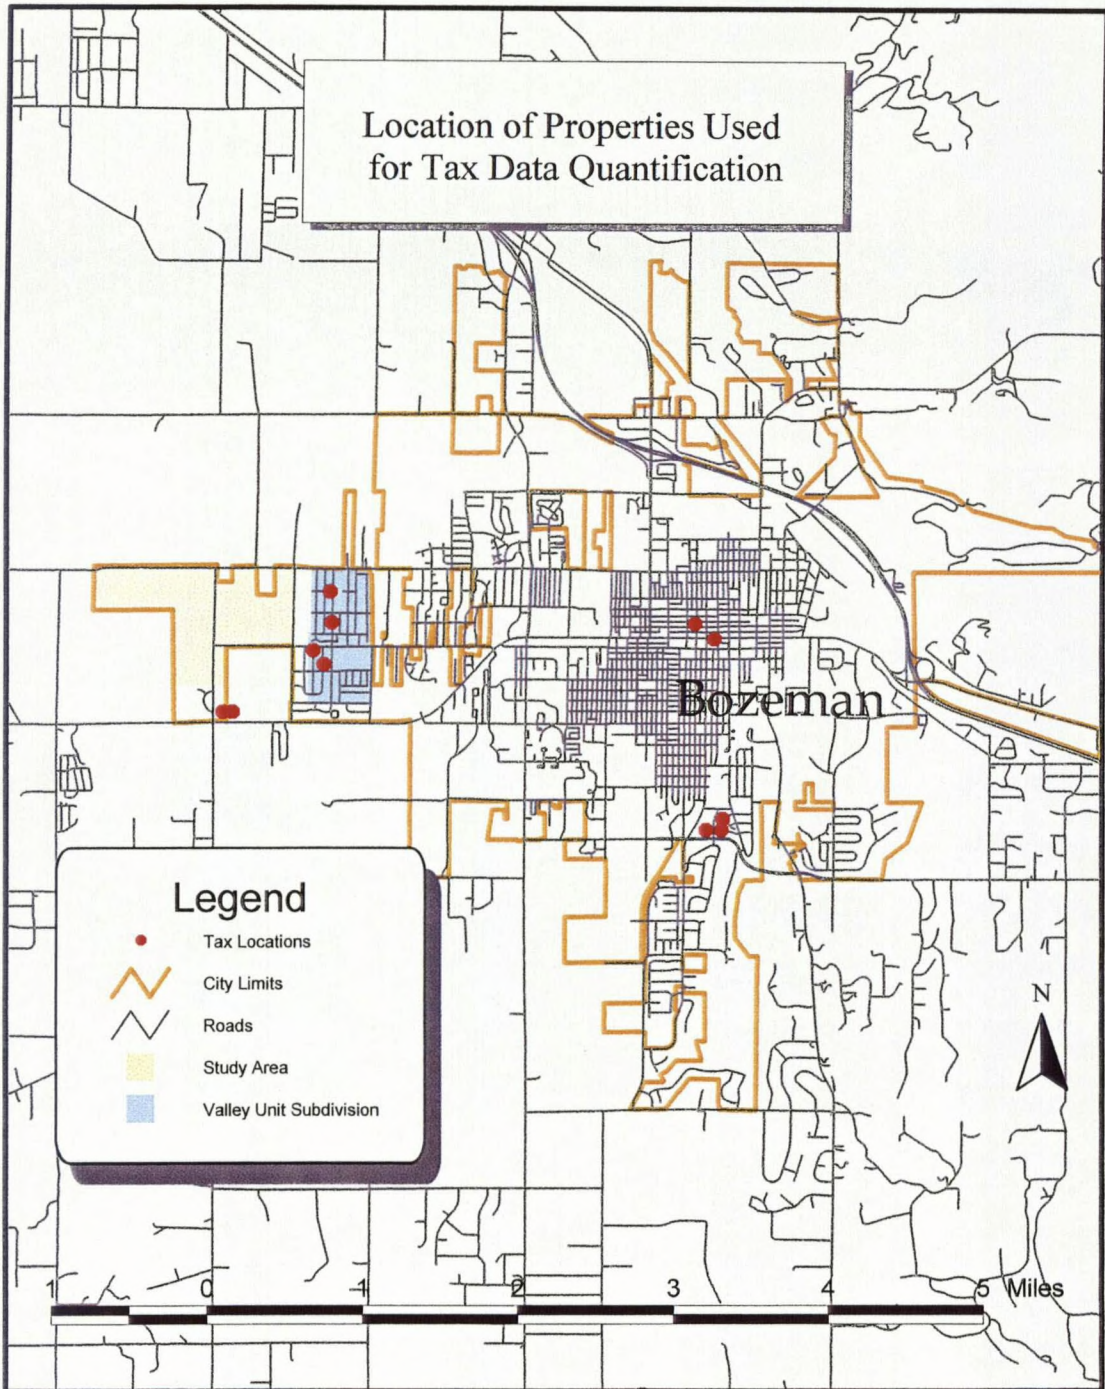 Location of Properties Used
for Tax Data Quantification
Bozeman
Legend
Tax Locations
City Limits
Roads
Study Area
Valley Unit Subdivision
N
1 0 1 2 3 4 5 Miles